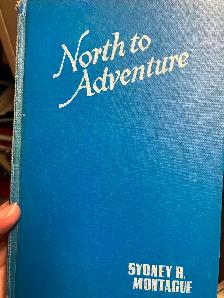 North to
Adventure
SYDNEY R.
MONTAGUE